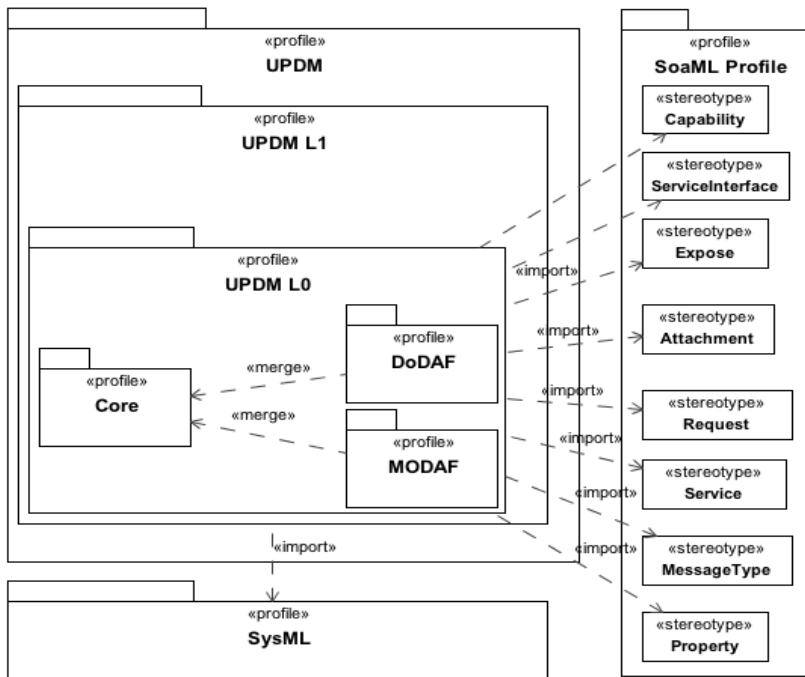 «profile»
UPDM
«profile»
UPDM L1
«profile»
UPDM L0
«profile»
Core
«merge»
«merge»
«profile»
DoDAF
«profile»
MODAF
«import»
«profile»
SysML
«import»
«import»
«import»
«import»
«import»
«import»
«profile»
SoaML Profile
«stereotype»
Capability
«stereotype»
ServiceInterface
«stereotype»
Expose
«stereotype»
Attachment
«stereotype»
Request
«stereotype»
Service
«stereotype»
MessageType
«stereotype»
Property